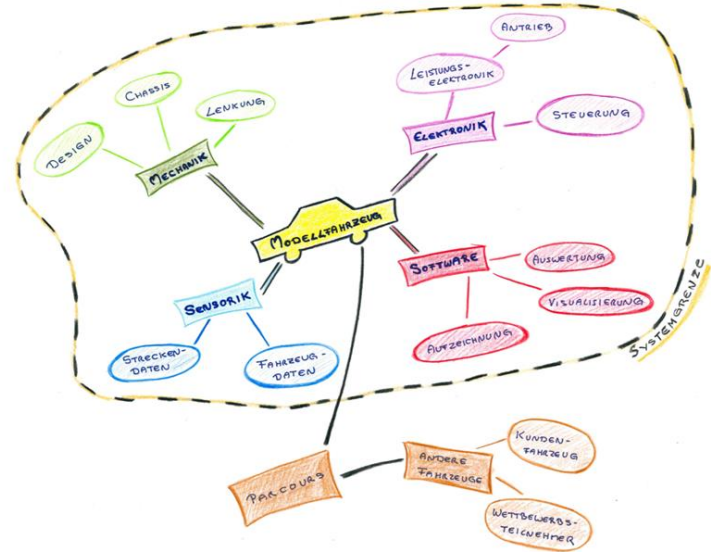 ANTRIEB
LEISTUNGS-
ELEKTRONIK
CHASSIS
LENKUNG
STEUERUNG
DESIGN
ELEKTRONIK
MECHANIK
MODELLFAHRZEUG
SOFTWARE
AUSWERTUNG
VISUALISIERUNG
SENSORIK
SYSTEMGRENZE
AUFZEICHNUNG
STRECKEN-
DATEN
FAHRZEUG-
DATEN
KUNDEN-
FAHRZEUG
ANDERE
FAHRZEUGE
PARCOURS
WETTBEWERBS-
TEILNEHMER